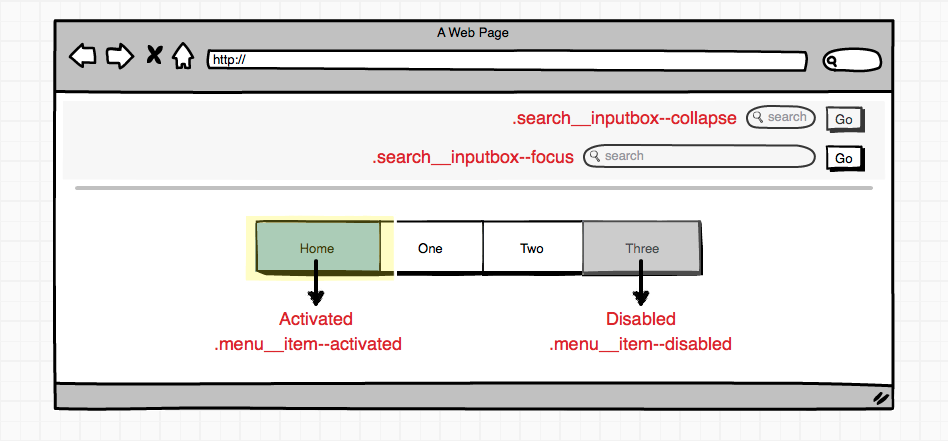 A Web Page
http://
.search__inputbox--collapse search Go
.search__inputbox--focus search Go
Home One Two Three
Activated Disabled
.menu__item--activated .menu__item--disabled